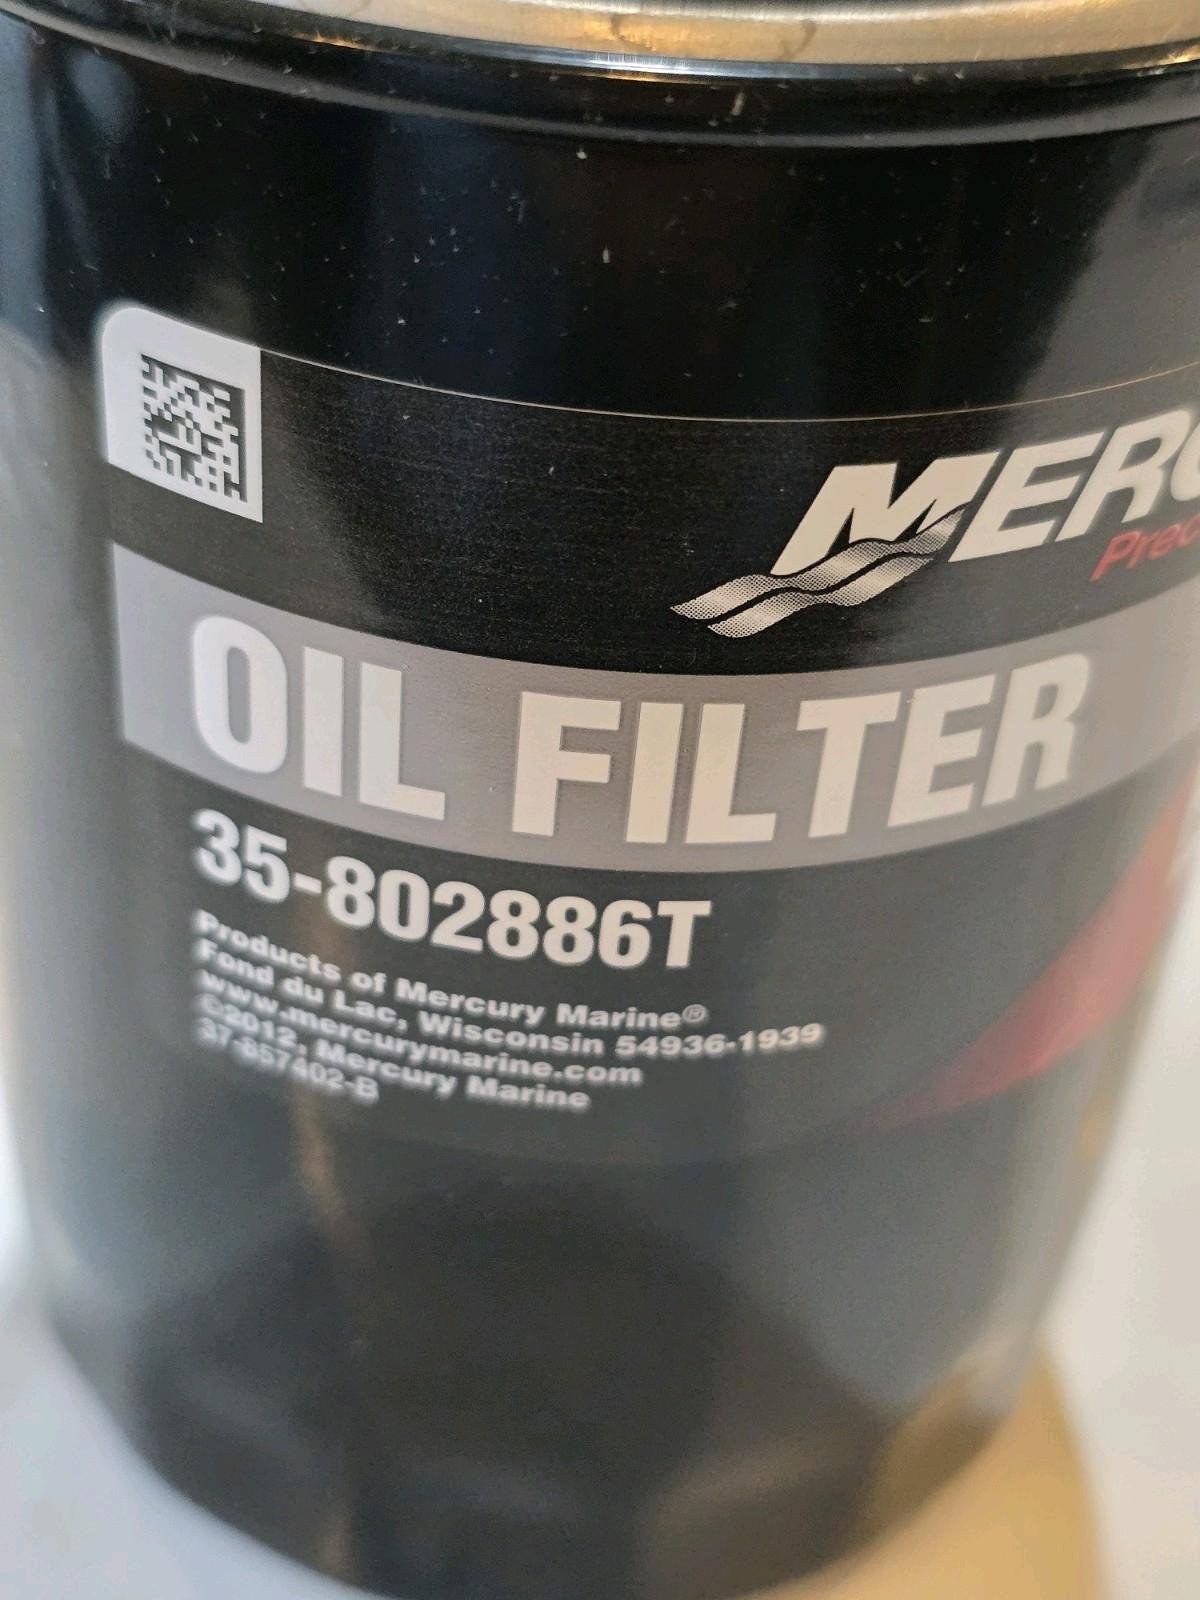 MERC
Prec
OIL FILTER
35-802886T
Products of Mercury Marine®
Fond du Lac, Wisconsin 54936-1939
www.mercurymarine.com
©2012, Mercury Marine
37-857402-B